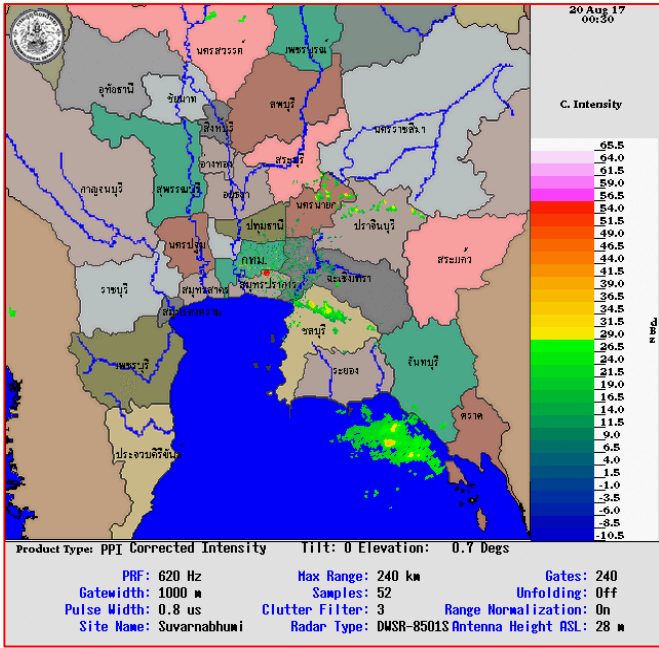 20 Aug 17
00:30
C. Intensity
65.5
64.0
61.5
59.0
56.5
54.0
51.5
49.0
46.5
44.0
41.5
39.0
36.5
34.0
31.5
29.0
26.5
24.0
21.5
19.0
16.5
14.0
11.5
9.0
6.5
4.0
1.5
-1.0
-3.5
-6.0
-8.5
-10.5
นครสวรรค์
เพชรบูรณ์
อุทัยธานี
ชัยนาท
ลพบุรี
สิงหบุรี
นครราชสีมา
อ่างทอง
สระบุรี
กาญจนบุรี
สุพรรณบุรี
อยุธยา
นครนายก
ปราจีนบุรี
ปทุมธานี
นครปฐม
กทม.
สระแก้ว
ฉะเชิงเทรา
ราชบุรี
สมุทรสาคร
สมุทรปราการ
สมุทรสงคราม
ชลบุรี
เพชรบุรี
ระยอง
จันทบุรี
ตราด
ประจวบคีรีขันธ์
Product Type: PPI Corrected Intensity Tilt: 0 Elevation: 0.7 Degs
PRF: 620 Hz Max Range: 240 km Gates: 240
Gatewidth: 1000 m Samples: 52 Unfolding: Off
Pulse Width: 0.8 us Clutter Filter: 3 Range Normalization: On
Site Name: Suvarnabhumi Radar Type: DWSR-8501S Antenna Height ASL: 28 m